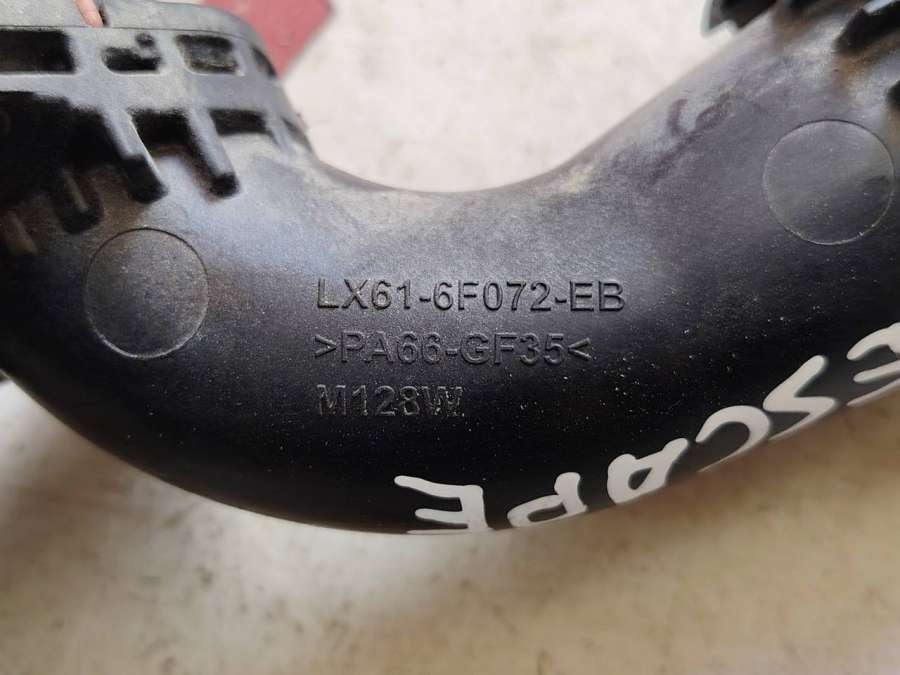 LX61-6F072-EB
>PA66-GF35<
M128W
ESCAPE